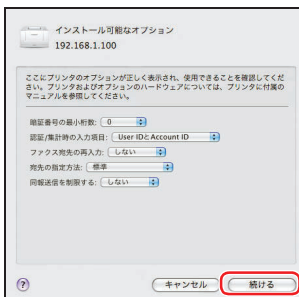 インストール可能なオプション
192.168.1.100
ここにプリンタのオプションが正しく表示され、使用できることを確認してくだ
さい。プリンタおよびオプションのハードウェアについては、プリンタに付属の
マニュアルを参照してください。
暗証番号の最小桁数: 0
認証/集計時の入力項目: User IDとAccount ID
ファクス宛先の再入力: しない
宛先の指定方法: 標準
同報送信を制限する: しない
? キャンセル 続ける